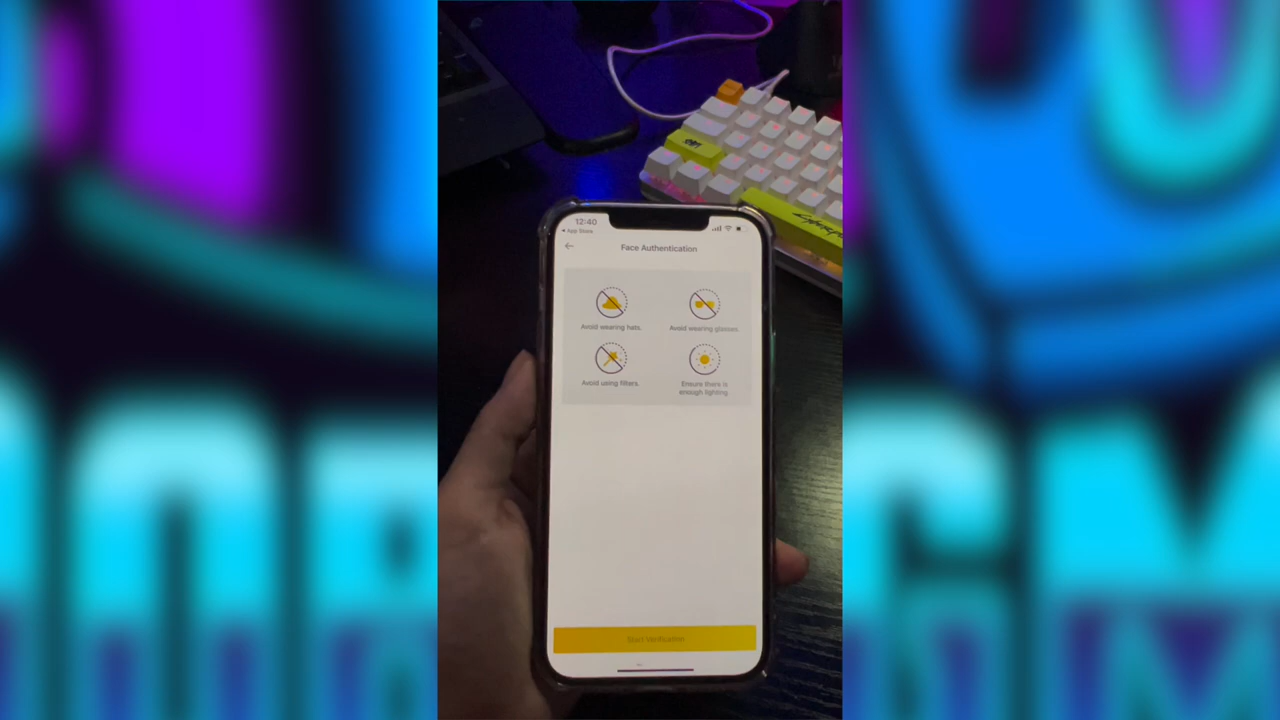 12:40
◂ App Store
Face Authentication
Avoid wearing hats.
Avoid wearing glasses.
Avoid using filters.
Ensure there is
enough lighting
Start Verification